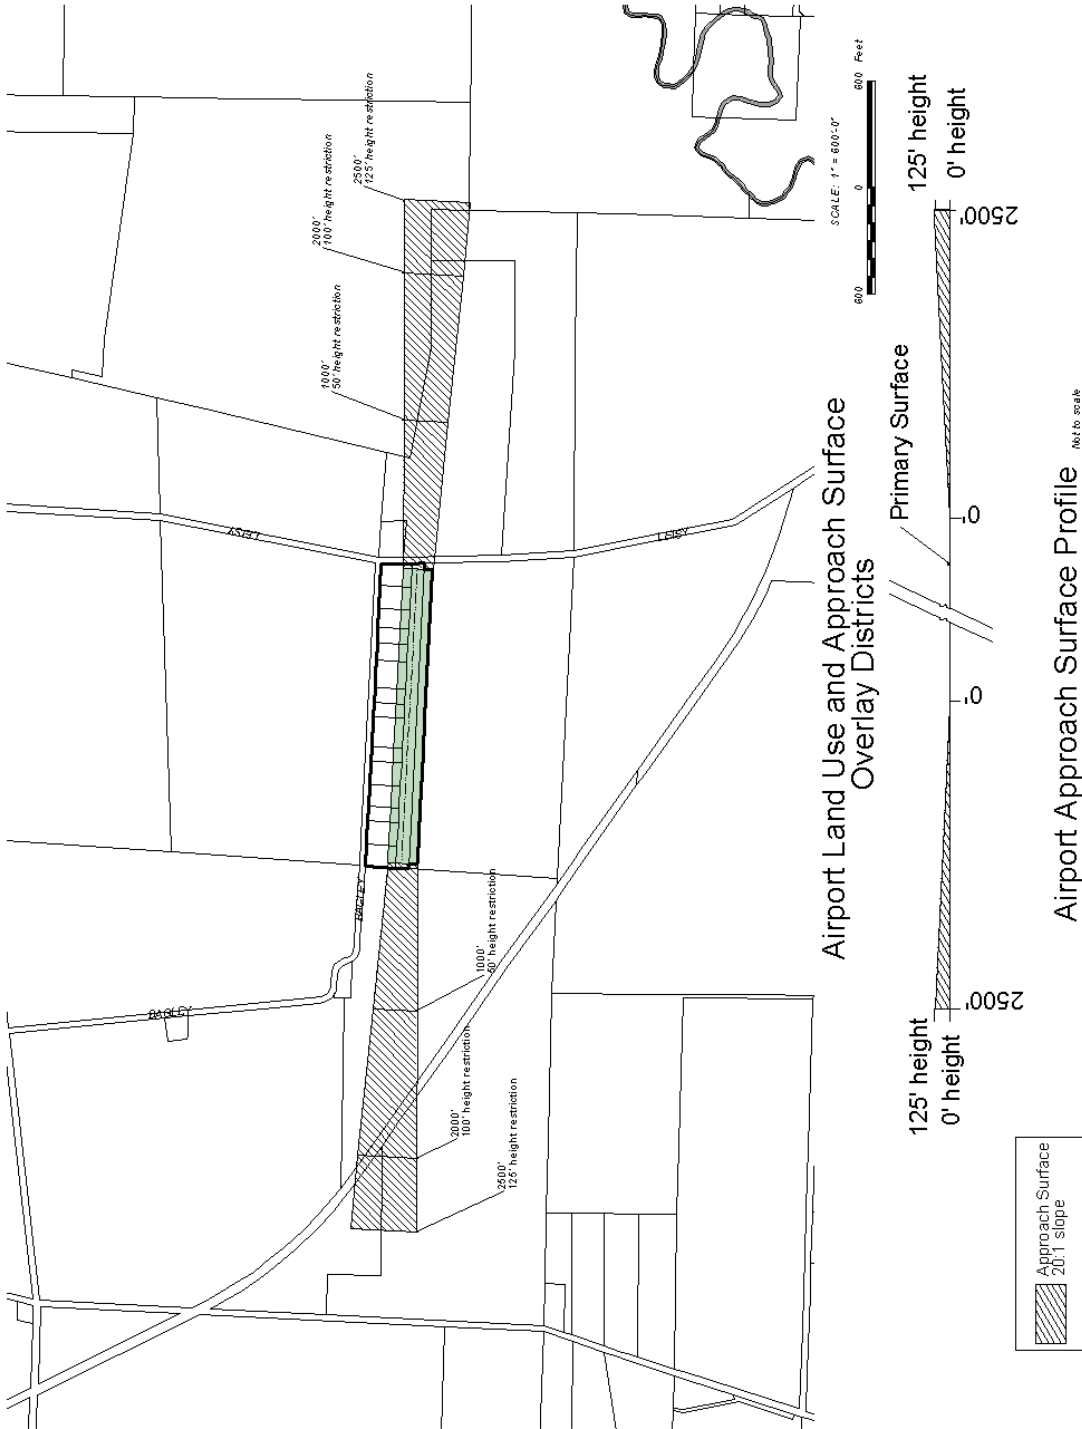 2500'
125' height restriction
2000'
100' height restriction
1000'
50' height restriction
LEISY
LEISY
BAGLEY
BAGLEY
1000'
50' height restriction
2000'
100' height restriction
2500'
125' height restriction
SCALE: 1" = 600'-0"
600 0 600 Feet
Airport Land Use and Approach Surface
Overlay Districts
125' height
0' height
2500'
0'
Primary Surface
0'
2500'
125' height
0' height
Airport Approach Surface Profile
Not to scale
Approach Surface
20:1 slope